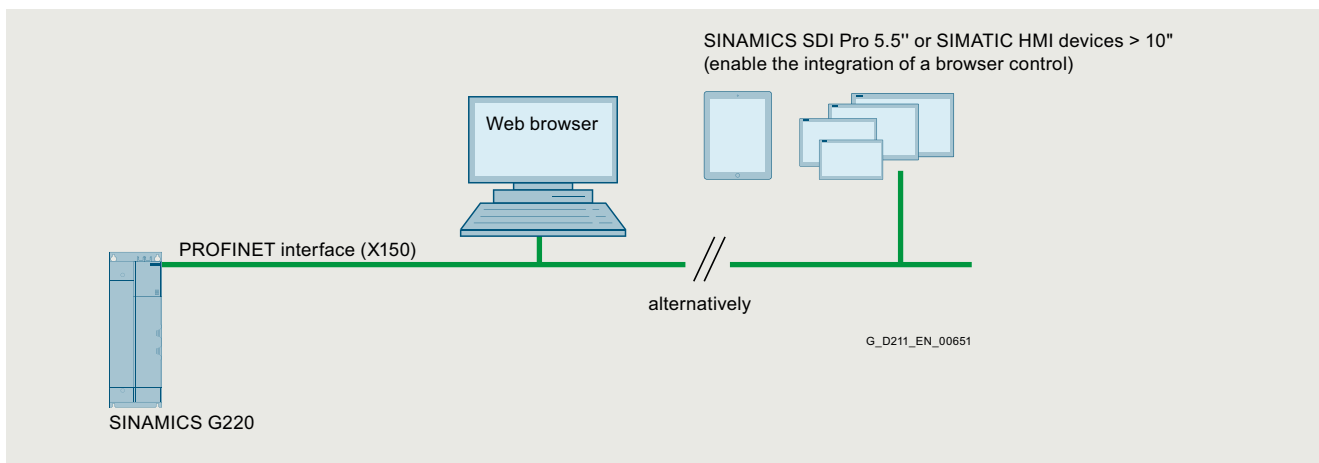 SINAMICS SDI Pro 5.5'' or SIMATIC HMI devices > 10"
(enable the integration of a browser control)
Web browser
PROFINET interface (X150)
alternatively
G_D211_EN_00651
SINAMICS G220